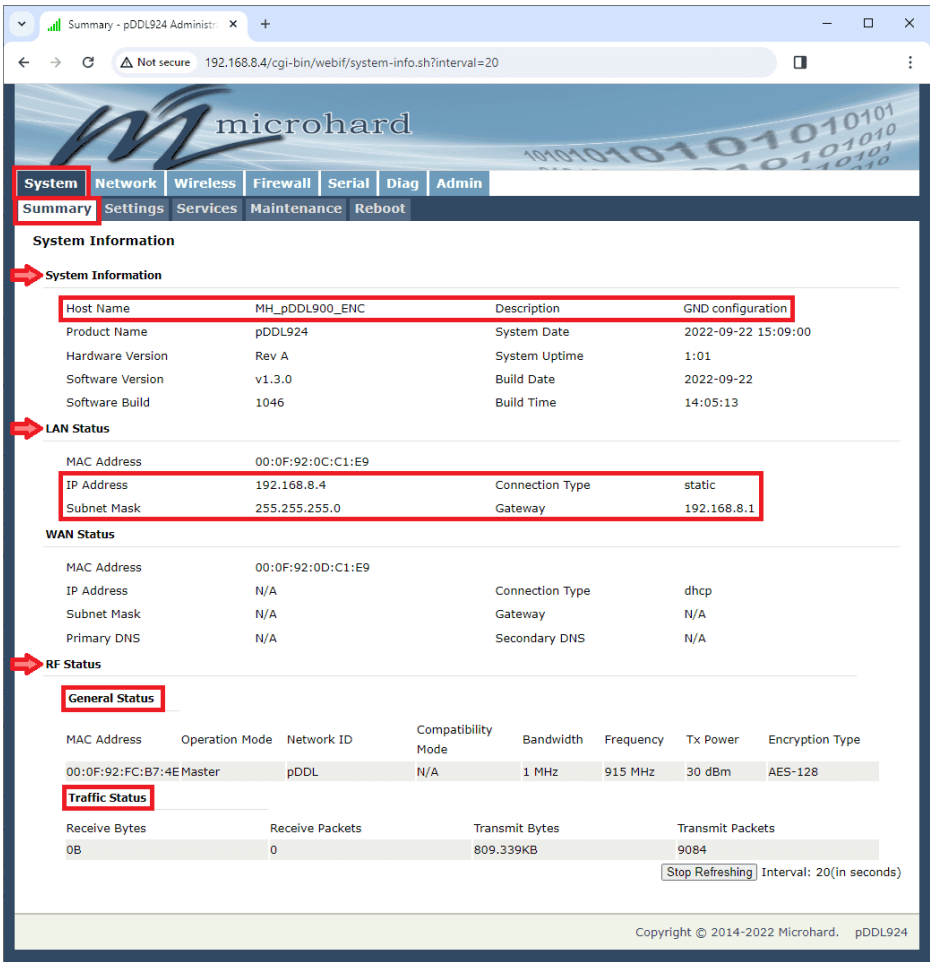 Summary - pDDL924 Administr
Not secure 192.168.8.4/cgi-bin/webif/system-info.sh?interval=20
microhard
101010101010101010101
System Network Wireless Firewall Serial Diag Admin
Summary Settings Services Maintenance Reboot
System Information
System Information
Host Name MH_pDDL900_ENC Description GND configuration
Product Name pDDL924 System Date 2022-09-22 15:09:00
Hardware Version Rev A System Uptime 1:01
Software Version v1.3.0 Build Date 2022-09-22
Software Build 1046 Build Time 14:05:13
LAN Status
MAC Address 00:0F:92:0C:C1:E9
IP Address 192.168.8.4 Connection Type static
Subnet Mask 255.255.255.0 Gateway 192.168.8.1
WAN Status
MAC Address 00:0F:92:0D:C1:E9
IP Address N/A Connection Type dhcp
Subnet Mask N/A Gateway N/A
Primary DNS N/A Secondary DNS N/A
RF Status
General Status
MAC Address Operation Mode Network ID Compatibility Mode Bandwidth Frequency Tx Power Encryption Type
00:0F:92:FC:B7:4E Master pDDL N/A 1 MHz 915 MHz 30 dBm AES-128
Traffic Status
Receive Bytes Receive Packets Transmit Bytes Transmit Packets
0B 0 809.339KB 9084
Stop Refreshing Interval: 20(in seconds)
Copyright © 2014-2022 Microhard. pDDL924